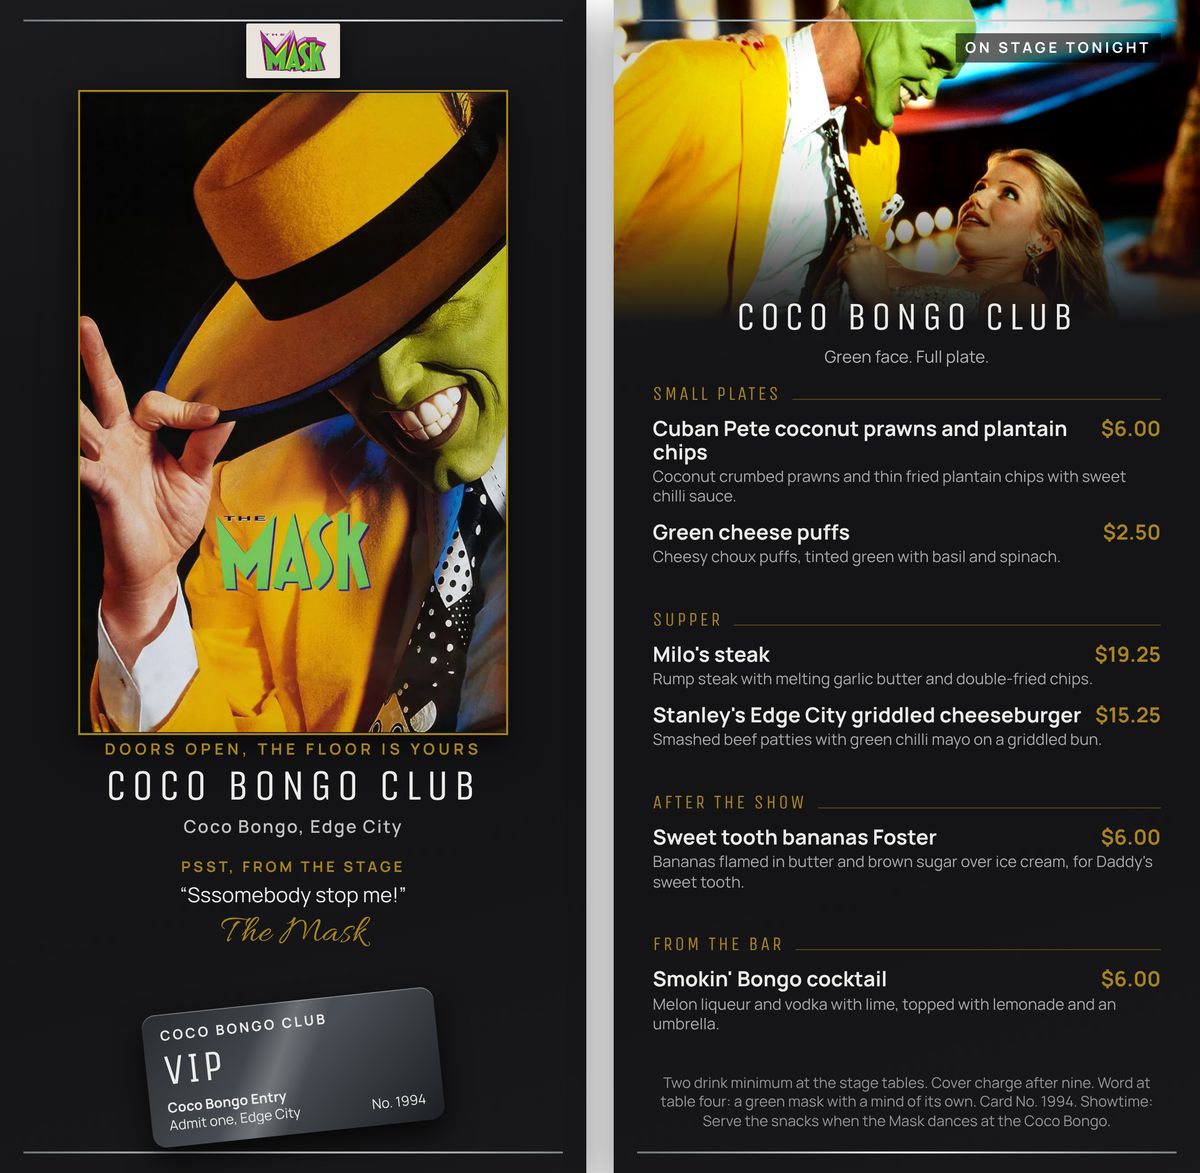 THE
MASK
THE
MASK
DOORS OPEN, THE FLOOR IS YOURS
COCO BONGO CLUB
Coco Bongo, Edge City
PSST, FROM THE STAGE
“Sssomebody stop me!”
The Mask
COCO BONGO CLUB
VIP
Coco Bongo Entry
Admit one, Edge City
No. 1994
ON STAGE TONIGHT
COCO BONGO CLUB
Green face. Full plate.
SMALL PLATES
Cuban Pete coconut prawns and plantain chips $6.00
Coconut crumbed prawns and thin fried plantain chips with sweet
chilli sauce.
Green cheese puffs $2.50
Cheesy choux puffs, tinted green with basil and spinach.
SUPPER
Milo's steak $19.25
Rump steak with melting garlic butter and double-fried chips.
Stanley's Edge City griddled cheeseburger $15.25
Smashed beef patties with green chilli mayo on a griddled bun.
AFTER THE SHOW
Sweet tooth bananas Foster $6.00
Bananas flamed in butter and brown sugar over ice cream, for Daddy's
sweet tooth.
FROM THE BAR
Smokin' Bongo cocktail $6.00
Melon liqueur and vodka with lime, topped with lemonade and an
umbrella.
Two drink minimum at the stage tables. Cover charge after nine. Word at
table four: a green mask with a mind of its own. Card No. 1994. Showtime:
Serve the snacks when the Mask dances at the Coco Bongo.